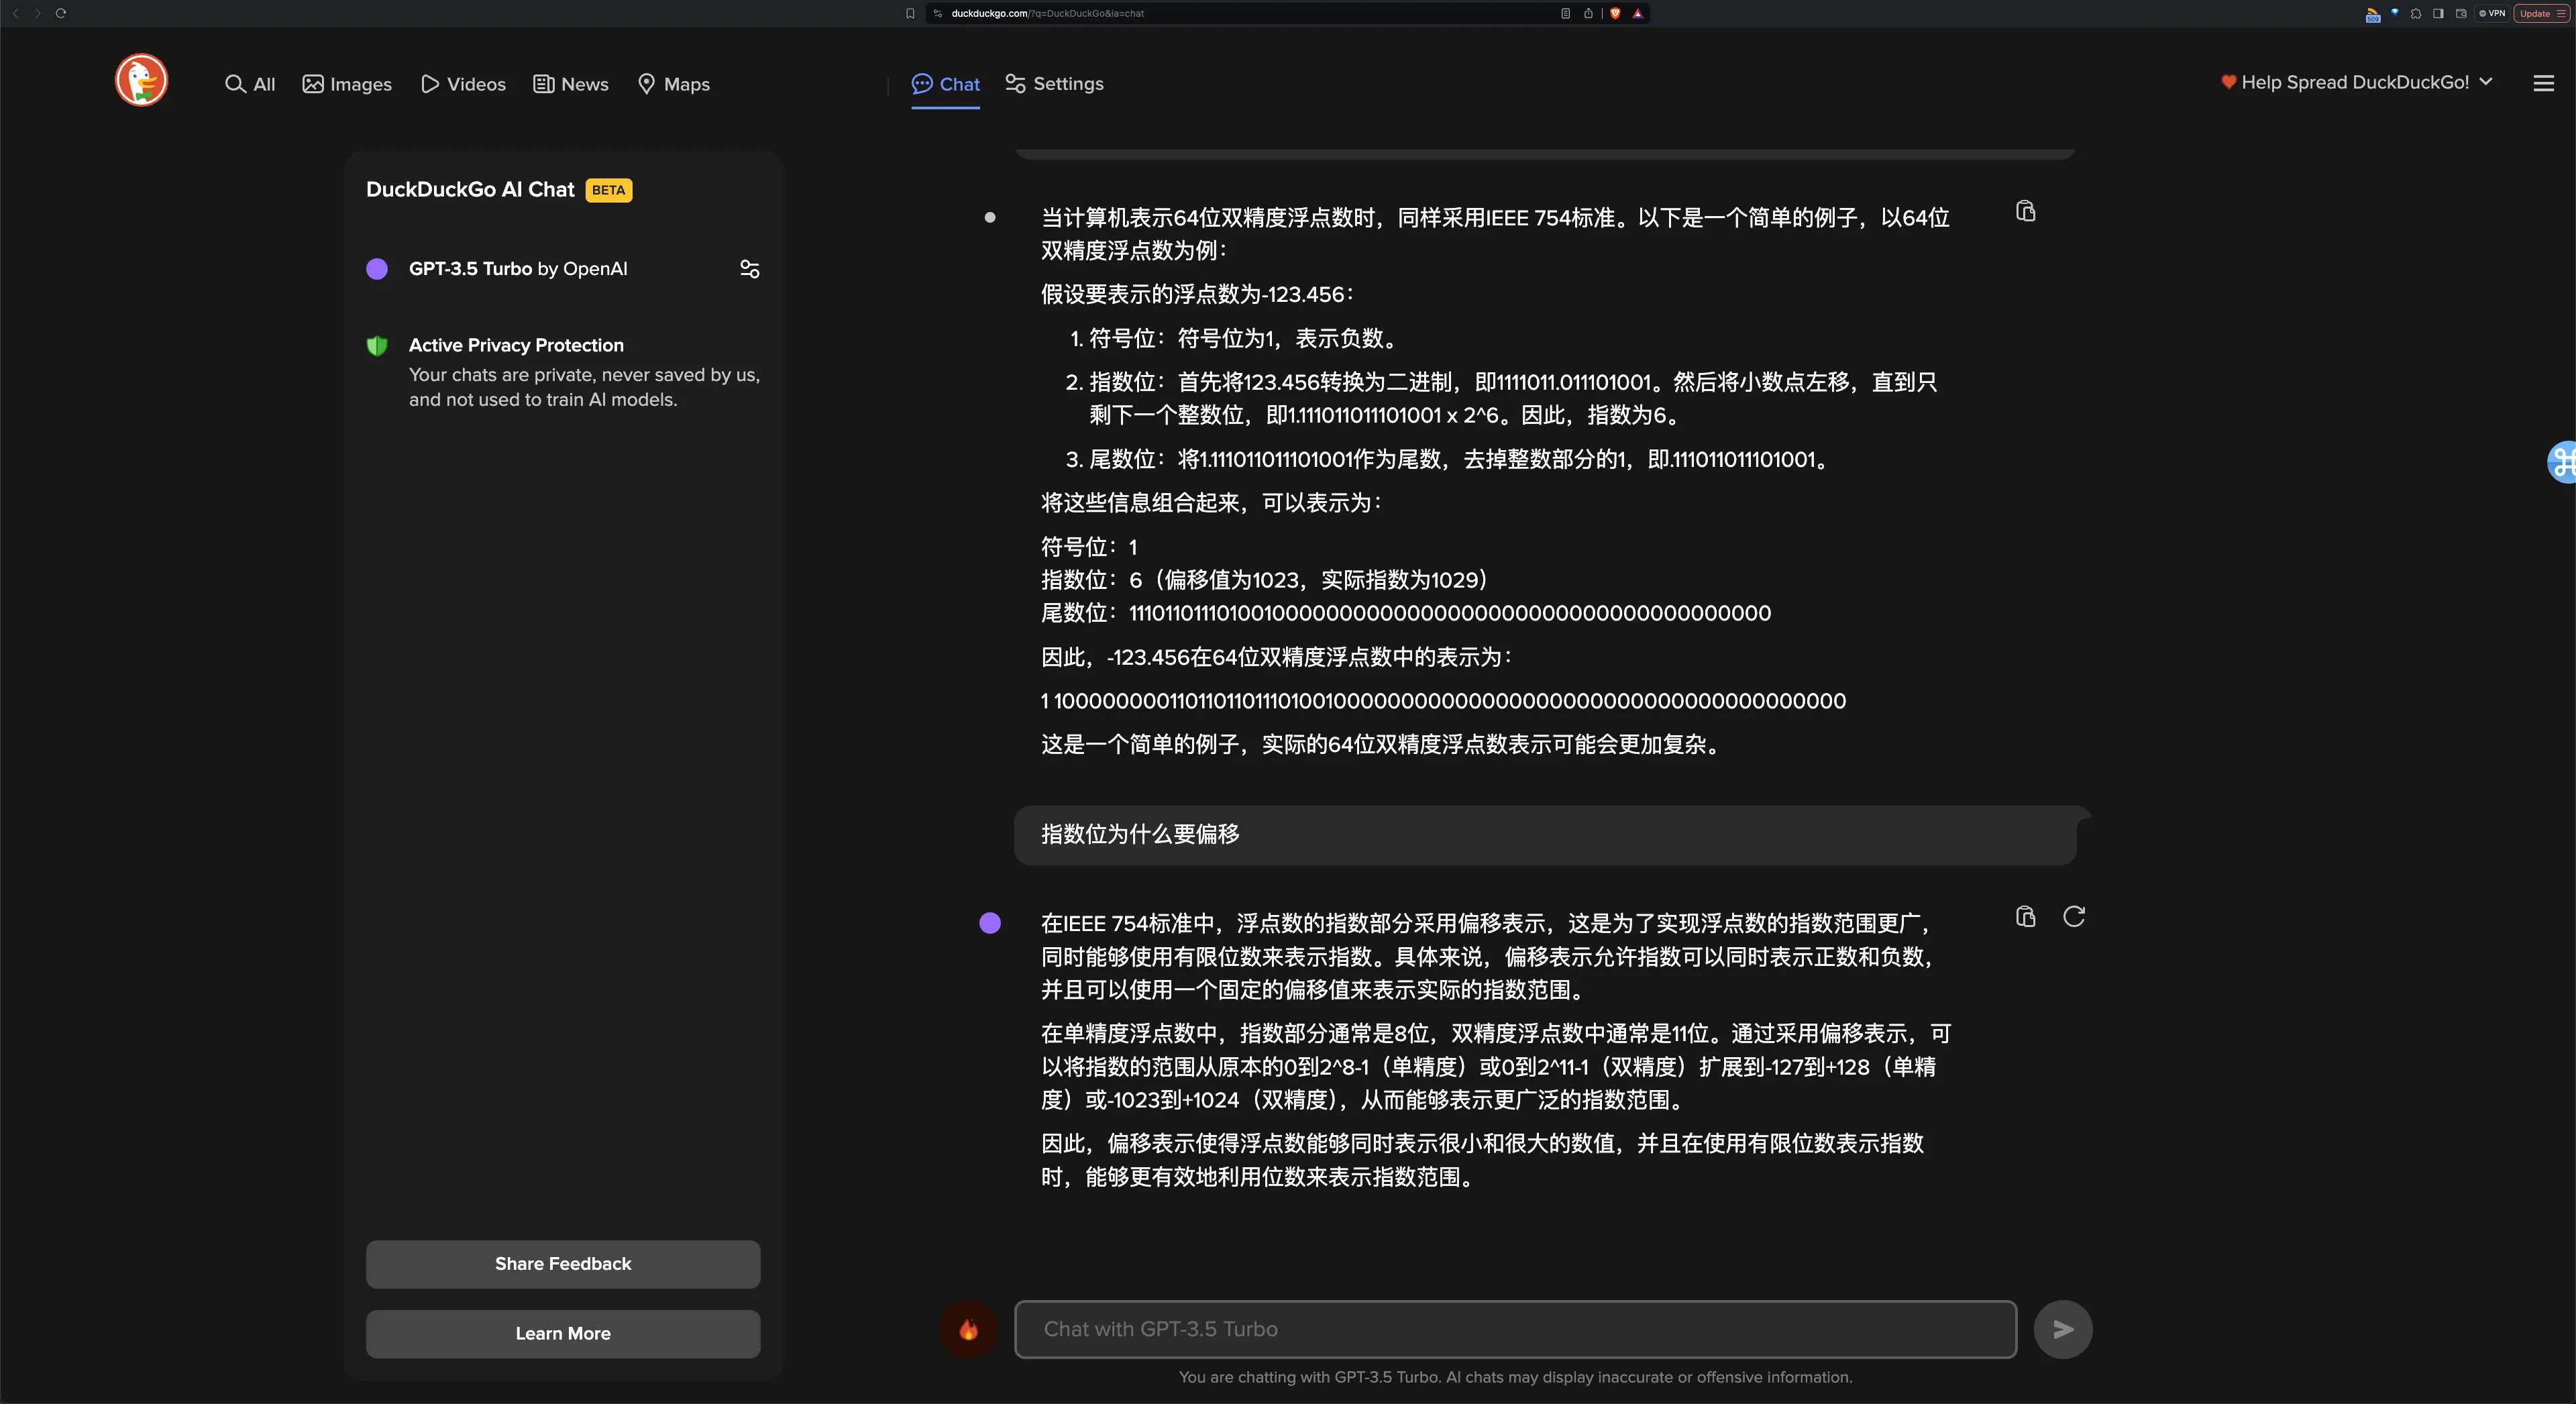 duckduckgo.com/?q=DuckDuckGo&ia=chat
509
VPN
Update
All
Images
Videos
News
Maps
Chat
Settings
Help Spread DuckDuckGo!
DuckDuckGo AI Chat BETA
GPT-3.5 Turbo by OpenAI
Active Privacy Protection
Your chats are private, never saved by us,
and not used to train AI models.
Share Feedback
Learn More
当计算机表示64位双精度浮点数时，同样采用IEEE 754标准。以下是一个简单的例子，以64位
双精度浮点数为例：
假设要表示的浮点数为-123.456：
1. 符号位：符号位为1，表示负数。
2. 指数位：首先将123.456转换为二进制，即1111011.011101001。然后将小数点左移，直到只
剩下一个整数位，即1.111011011101001 x 2^6。因此，指数为6。
3. 尾数位：将1.111011011101001作为尾数，去掉整数部分的1，即.111011011101001。
将这些信息组合起来，可以表示为：
符号位：1
指数位：6（偏移值为1023，实际指数为1029）
尾数位：1110110111010010000000000000000000000000000000000000
因此，-123.456在64位双精度浮点数中的表示为：
1 100000000110110110111010010000000000000000000000000000000000000
这是一个简单的例子，实际的64位双精度浮点数表示可能会更加复杂。
指数位为什么要偏移
在IEEE 754标准中，浮点数的指数部分采用偏移表示，这是为了实现浮点数的指数范围更广，
同时能够使用有限位数来表示指数。具体来说，偏移表示允许指数可以同时表示正数和负数，
并且可以使用一个固定的偏移值来表示实际的指数范围。
在单精度浮点数中，指数部分通常是8位，双精度浮点数中通常是11位。通过采用偏移表示，可
以将指数的范围从原本的0到2^8-1（单精度）或0到2^11-1（双精度）扩展到-127到+128（单精
度）或-1023到+1024（双精度），从而能够表示更广泛的指数范围。
因此，偏移表示使得浮点数能够同时表示很小和很大的数值，并且在使用有限位数表示指数
时，能够更有效地利用位数来表示指数范围。
Chat with GPT-3.5 Turbo
You are chatting with GPT-3.5 Turbo. AI chats may display inaccurate or offensive information.